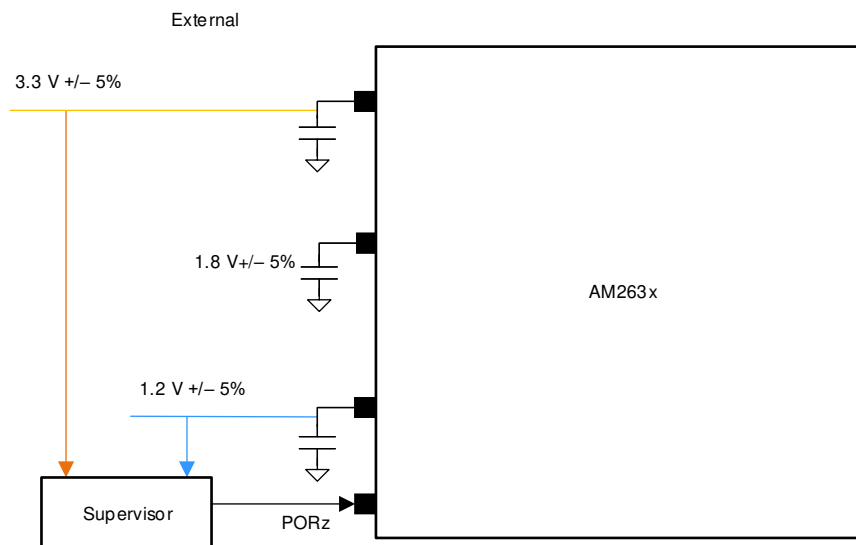 External
3.3 V +/– 5%
1.8 V+/– 5%
AM263x
1.2 V +/– 5%
Supervisor
PORz